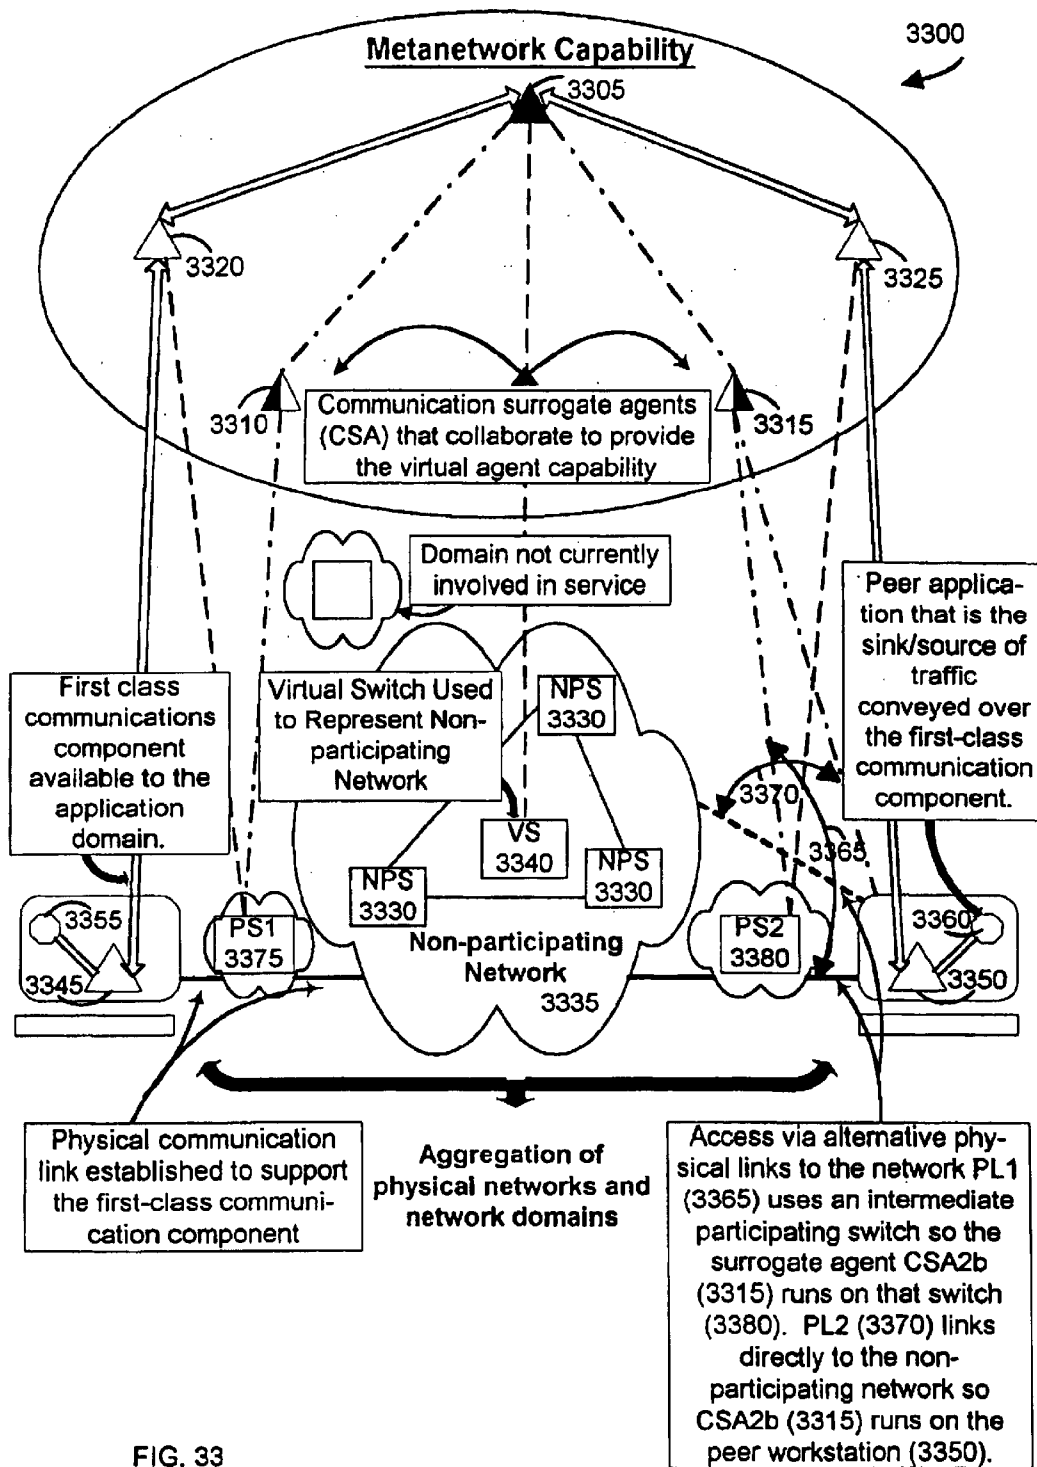 3300
Metanetwork Capability
3305
3320
3325
3310
3315
Communication surrogate agents
(CSA) that collaborate to provide
the virtual agent capability
Domain not currently
involved in service
First class
communications
component
available to the
application
domain.
Virtual Switch Used
to Represent Non-
participating
Network
NPS
3330
VS
3340
NPS
3330
NPS
3330
Non-participating
Network
3335
Peer applica-
tion that is the
sink/source of
traffic
conveyed over
the first-class
communication
component.
3370
3365
3355
3345
PS1
3375
PS2
3380
3360
3350
Physical communication
link established to support
the first-class communi-
cation component
Aggregation of
physical networks and
network domains
Access via alternative phy-
sical links to the network PL1
(3365) uses an intermediate
participating switch so the
surrogate agent CSA2b
(3315) runs on that switch
(3380). PL2 (3370) links
directly to the non-
participating network so
CSA2b (3315) runs on the
peer workstation (3350).
FIG. 33